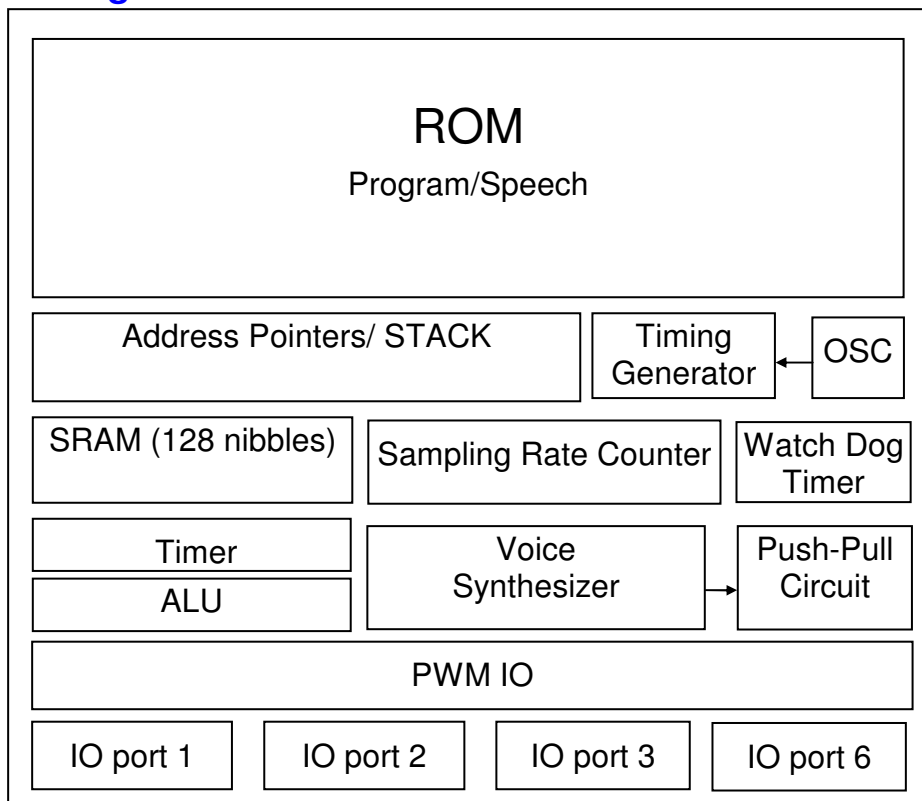 ROM
Program/Speech
Address Pointers/ STACK
Timing
Generator
OSC
SRAM (128 nibbles)
Sampling Rate Counter
Watch Dog
Timer
Timer
ALU
Voice
Synthesizer
Push-Pull
Circuit
PWM IO
IO port 1
IO port 2
IO port 3
IO port 6